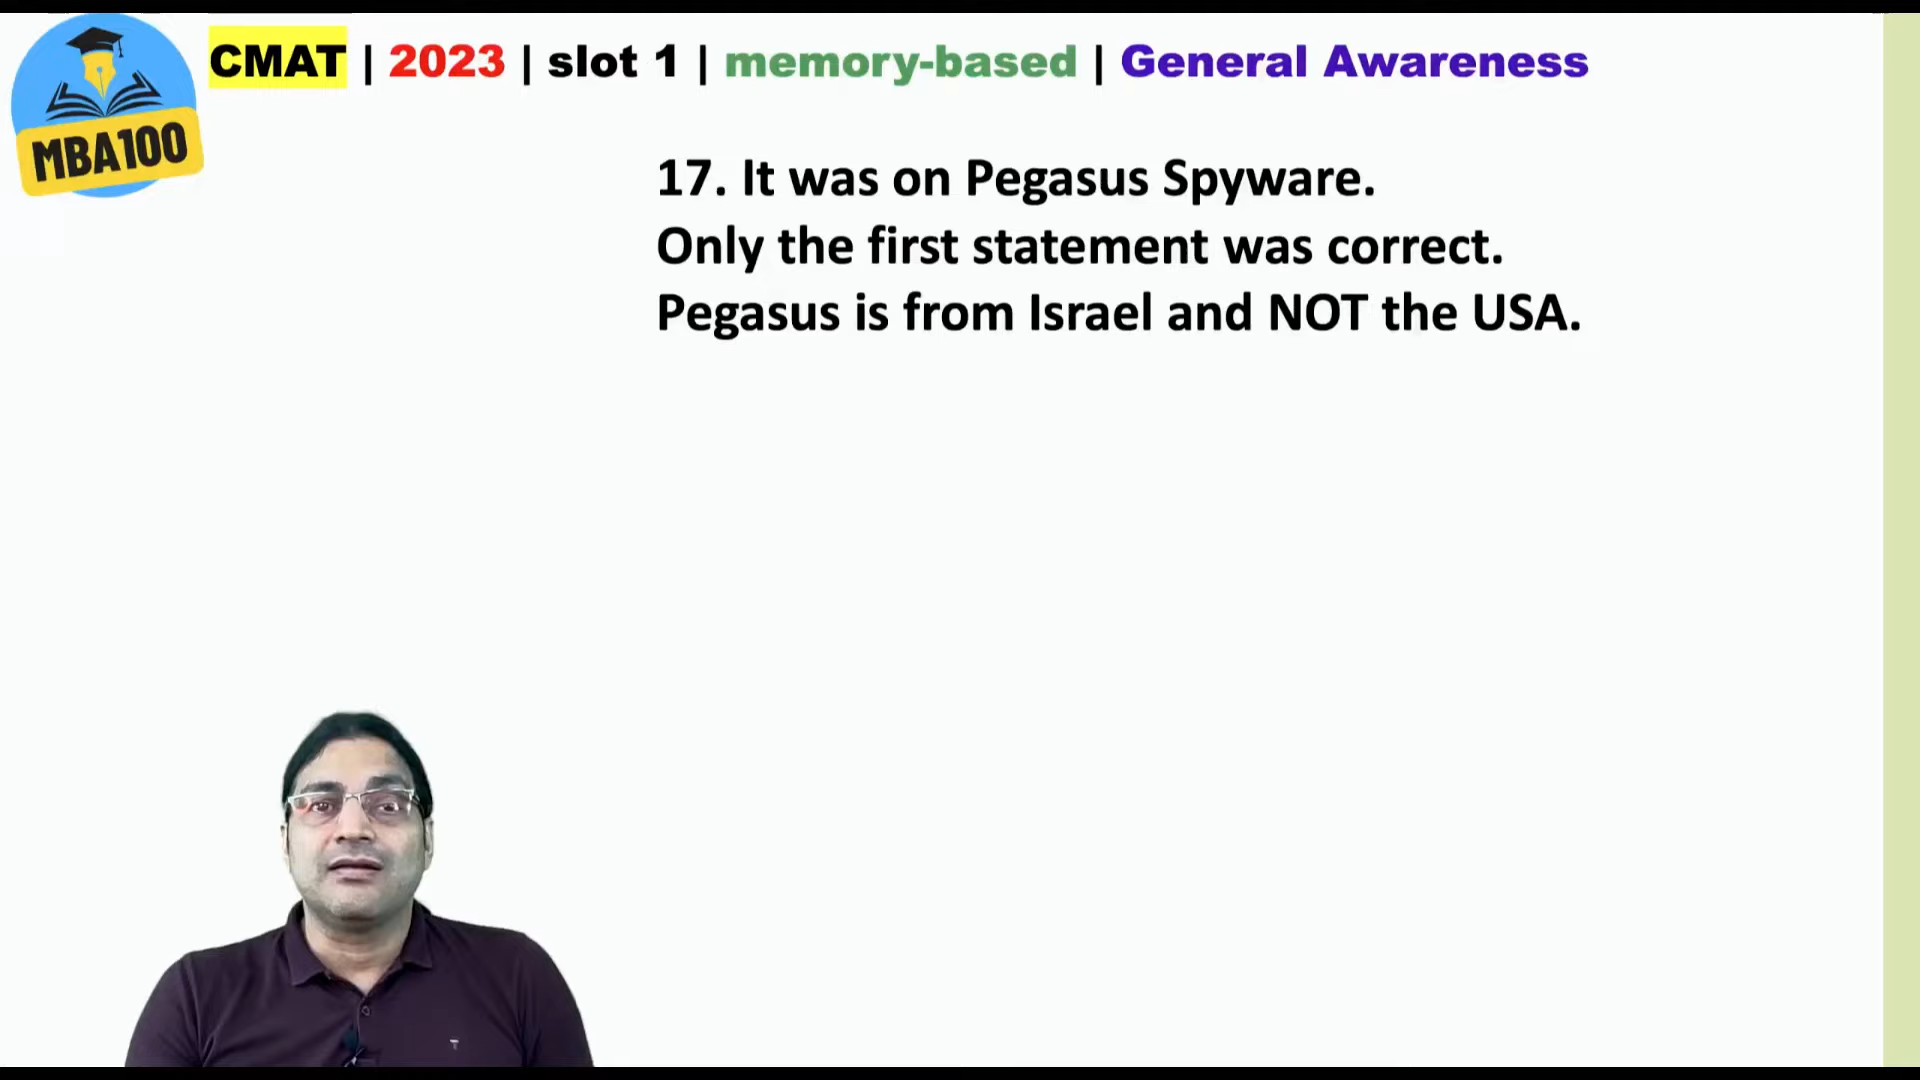 CMAT | 2023 | slot 1 | memory-based | General Awareness
MBA100
17. It was on Pegasus Spyware.
Only the first statement was correct.
Pegasus is from Israel and NOT the USA.